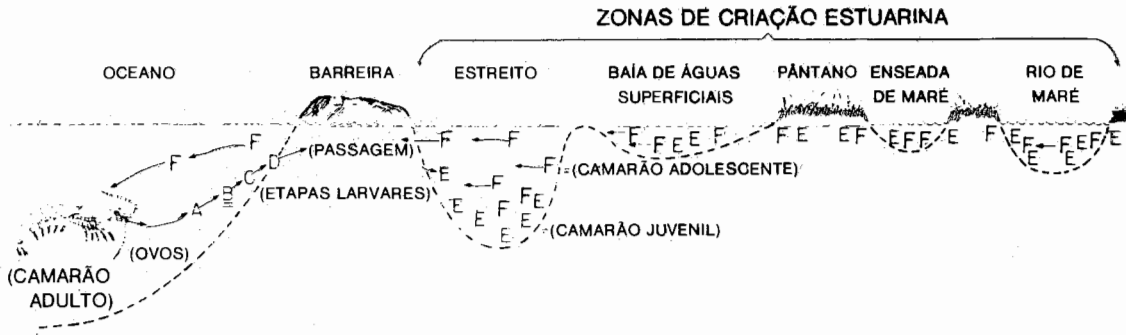 ZONAS DE CRIAÇÃO ESTUARINA
OCEANO
BARREIRA
ESTREITO
BAÍA DE ÁGUAS
SUPERFICIAIS
PÂNTANO
ENSEADA
DE MARÉ
RIO DE
MARÉ
F F
(PASSAGEM)
A B C D
(ETAPAS LARVARES)
(OVOS)
(CAMARÃO
ADULTO)
F F
E F
F
E E F E
E F E
E
F F E E F
F E E F
E F F E
F E F E E F E E
(CAMARÃO ADOLESCENTE)
(CAMARÃO JUVENIL)